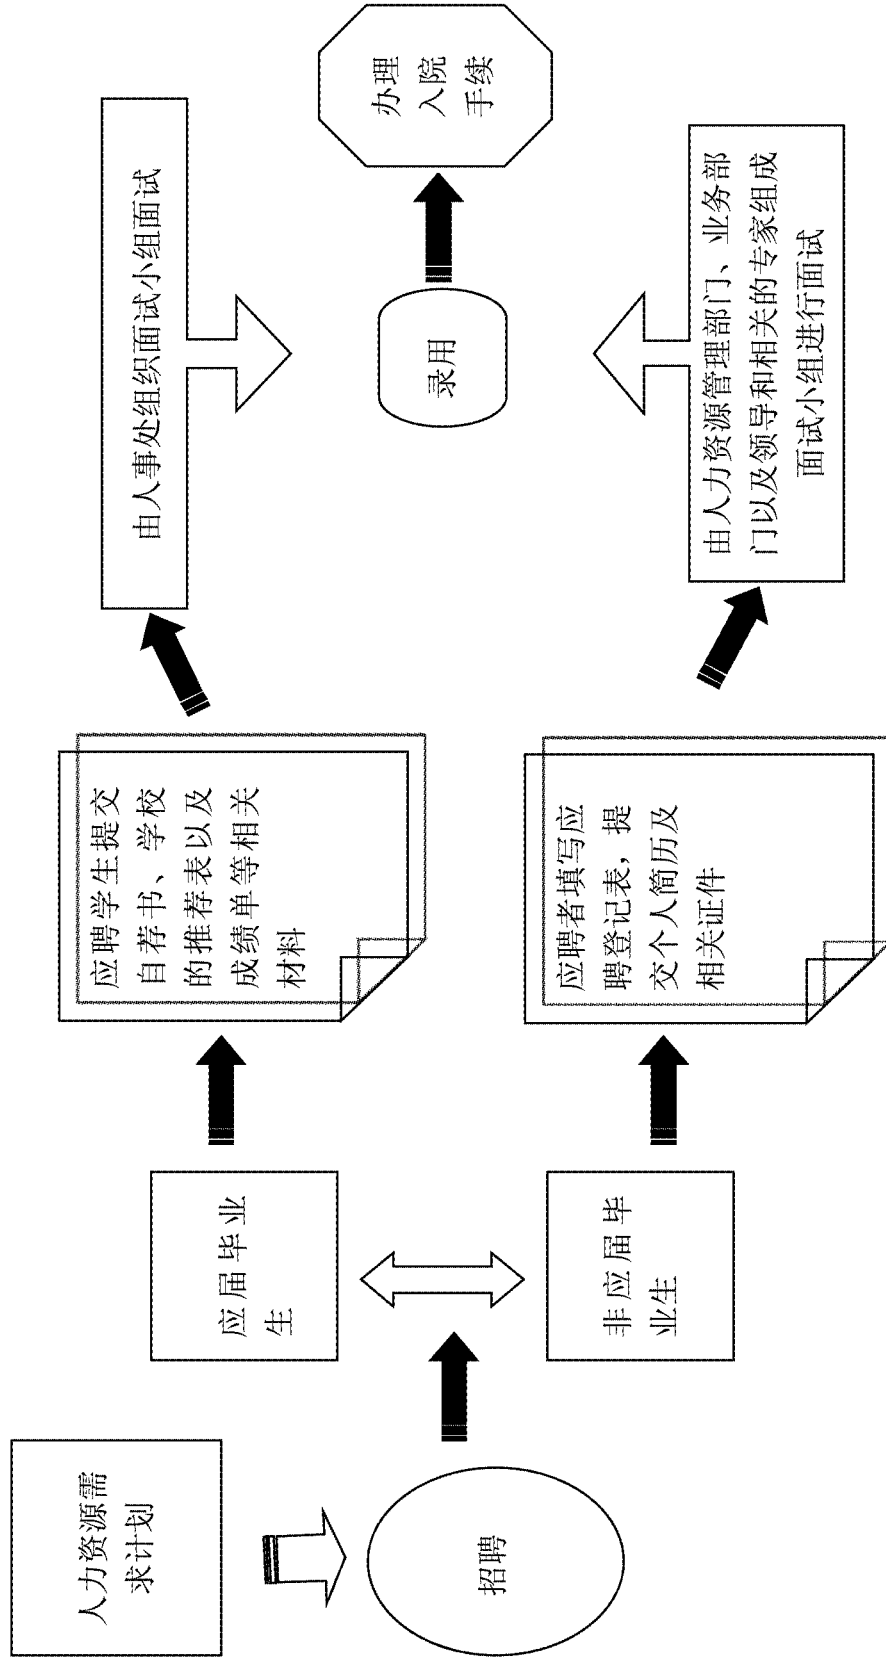 人力资源需
求计划
招聘
应届毕业
生
非应届毕
业生
应聘学生提交
自荐书、学校
的推荐表以及
成绩单等相关
材料
应聘者填写应
聘登记表，提
交个人简历及
相关证件
由人事处组织面试小组面试
由人力资源管理部门、业务部
门以及领导和相关的专家组成
面试小组进行面试
录用
办理
入院
手续